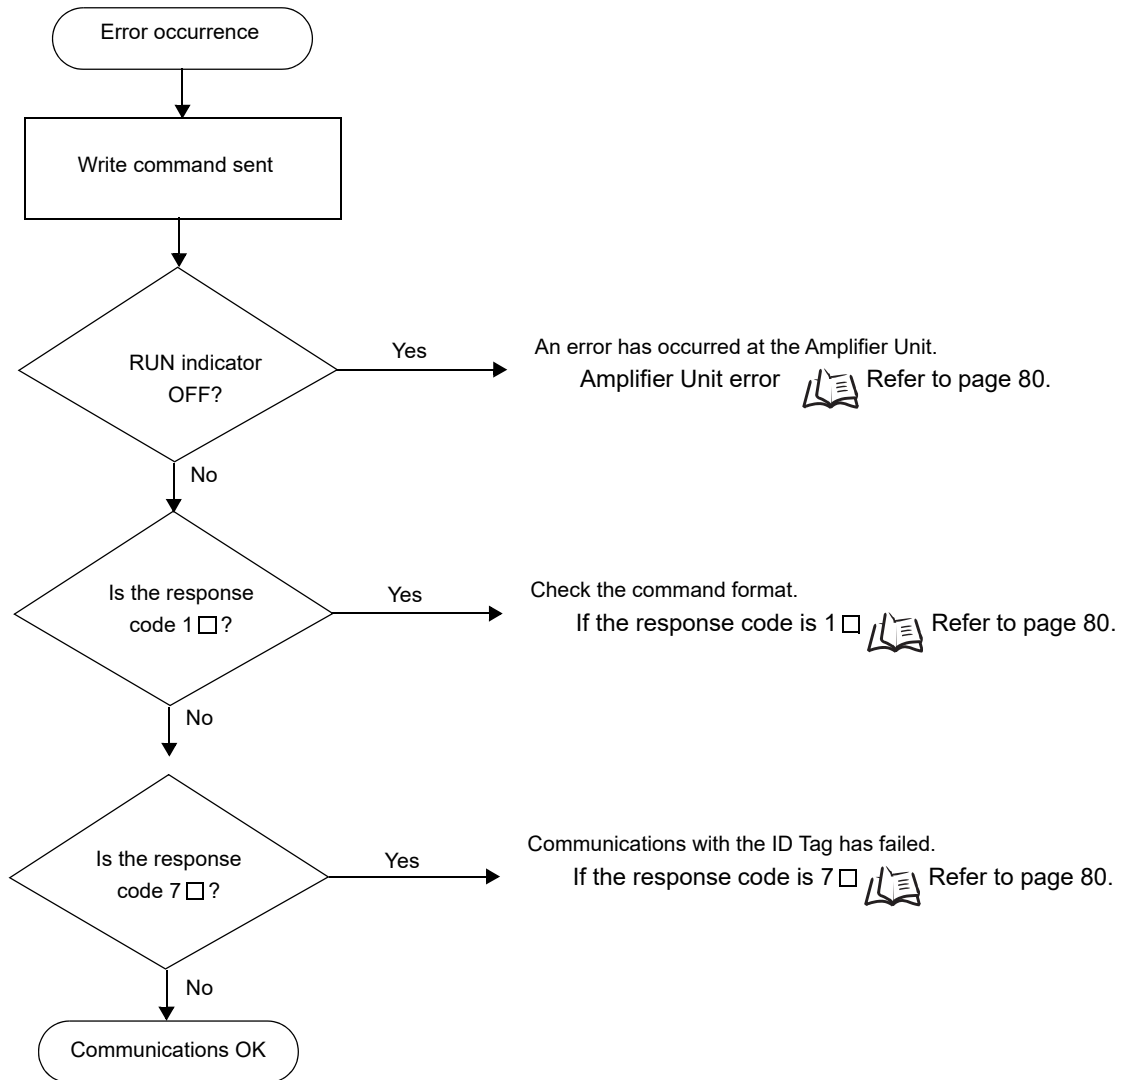 Error occurrence
Write command sent
RUN indicator
OFF?
Yes
An error has occurred at the Amplifier Unit.
Amplifier Unit error Refer to page 80.
No
Is the response
code 1□?
Yes
Check the command format.
If the response code is 1□ Refer to page 80.
No
Is the response
code 7□?
Yes
Communications with the ID Tag has failed.
If the response code is 7□ Refer to page 80.
No
Communications OK